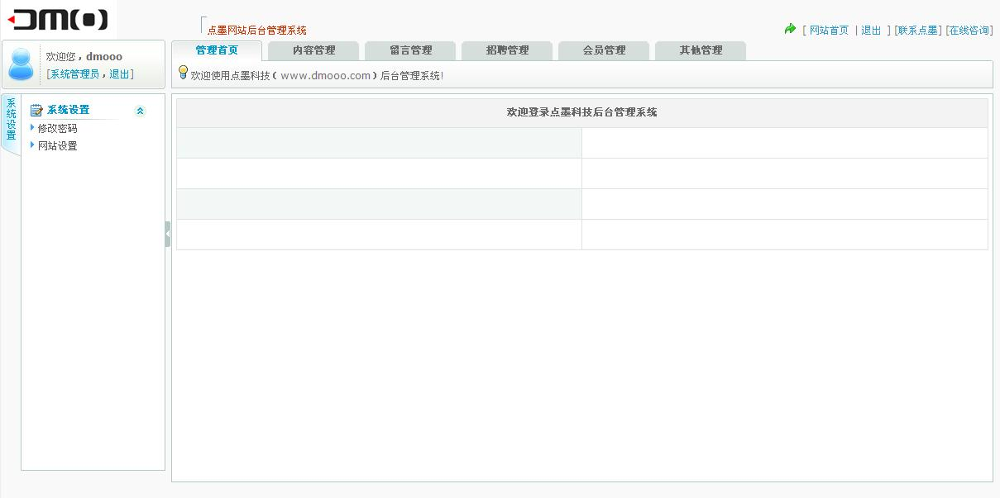 DMOO
点墨网站后台管理系统
[ 网站首页 | 退出 ] [联系点墨] [在线咨询]
欢迎您，dmooo
[系统管理员，退出]
管理首页 内容管理 留言管理 招聘管理 会员管理 其他管理
欢迎使用点墨科技（www.dmooo.com）后台管理系统!
系统设置
系统设置
修改密码
网站设置
欢迎登录点墨科技后台管理系统